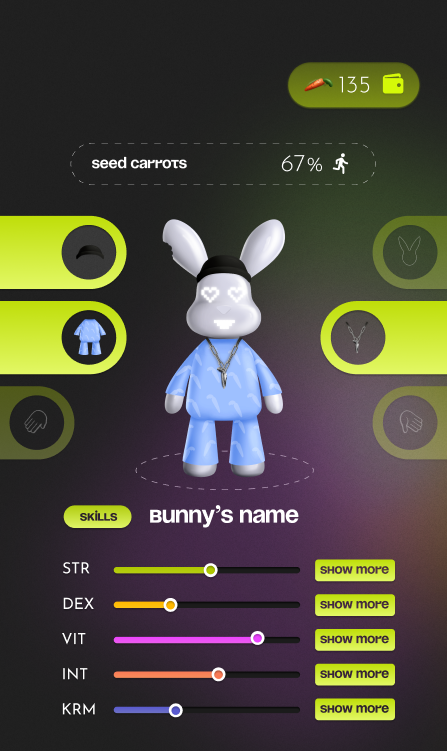 135
seed carrots 67%
SKILLS Bunny's name
STR show more
DEX show more
VIT show more
INT show more
KRM show more